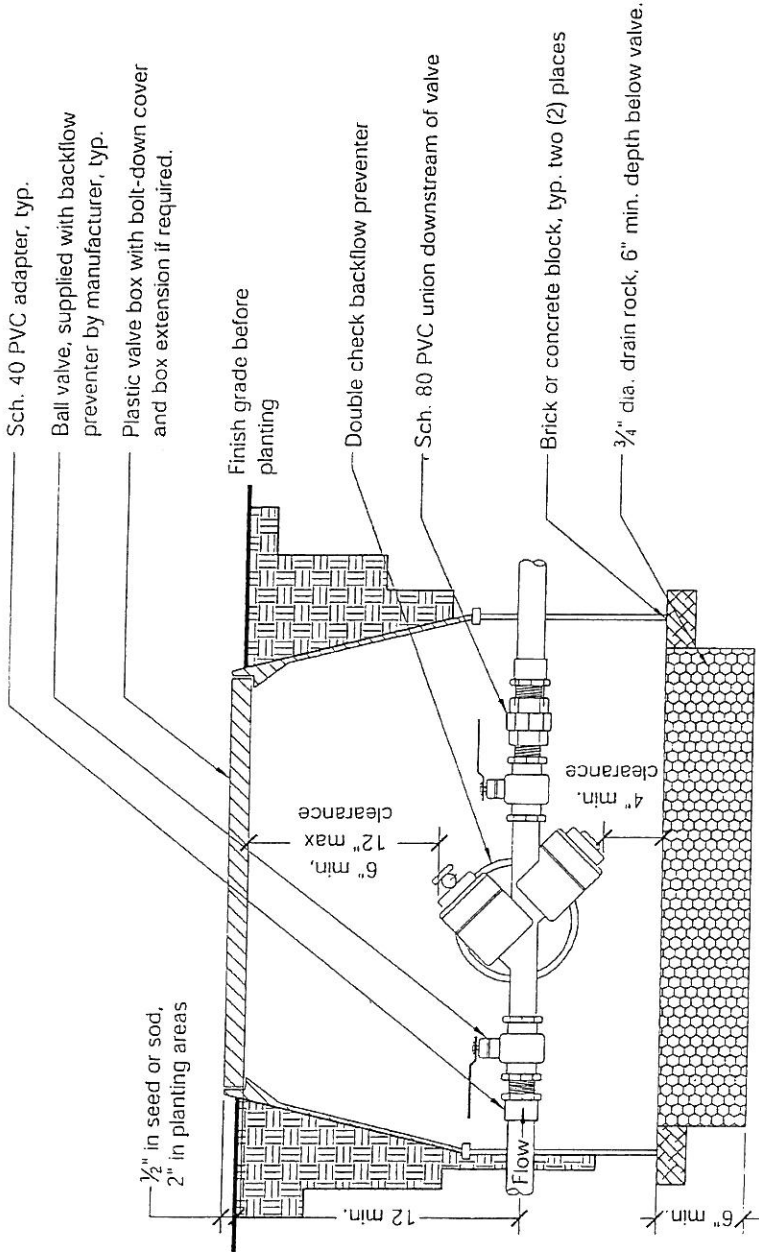 Sch. 40 PVC adapter, typ.
Ball valve, supplied with backflow
preventer by manufacturer, typ.
Plastic valve box with bolt-down cover
and box extension if required.
Finish grade before
planting
Double check backflow preventer
Sch. 80 PVC union downstream of valve
Brick or concrete block, typ. two (2) places
3/4" dia. drain rock, 6" min. depth below valve.
1/2" in seed or sod,
2" in planting areas
6" min,
12" max
clearance
4" min.
clearance
12 min.
Flow
6" min.